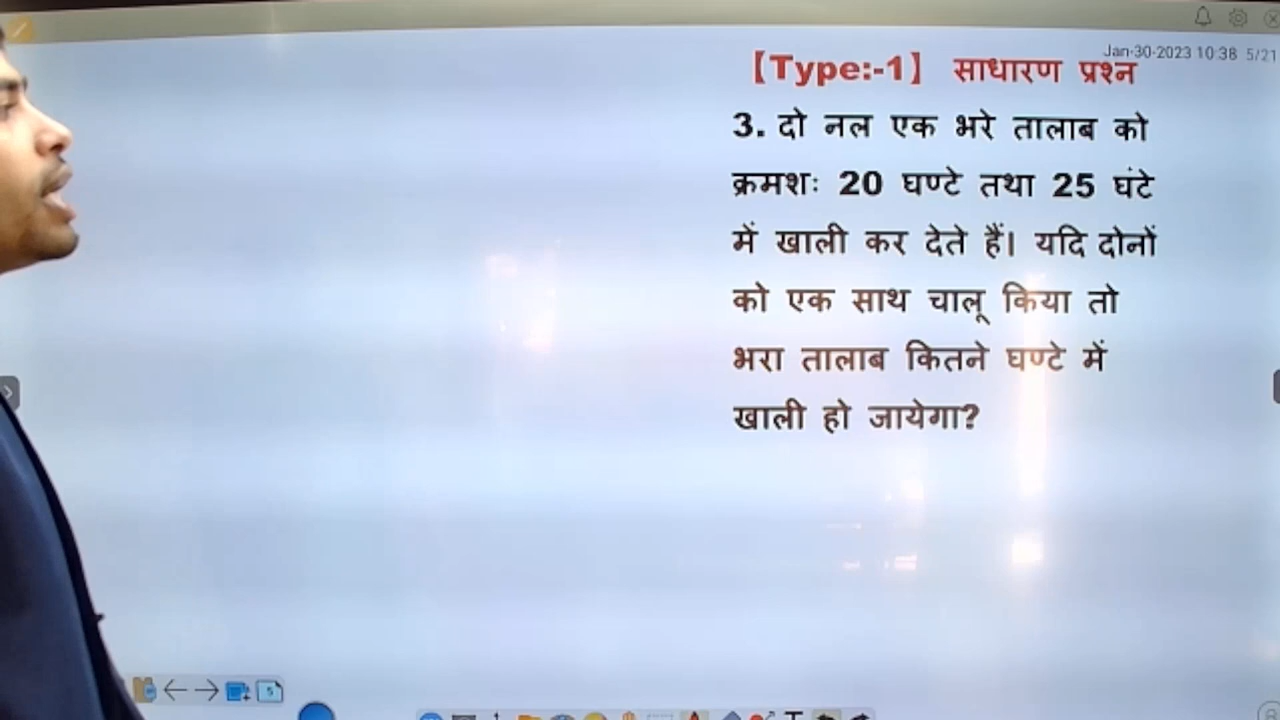 Jan-30-2023 10:38 5/21
【Type:-1】 साधारण प्रश्न
3. दो नल एक भरे तालाब को
क्रमशः 20 घण्टे तथा 25 घंटे
में खाली कर देते हैं। यदि दोनों
को एक साथ चालू किया तो
भरा तालाब कितने घण्टे में
खाली हो जायेगा?